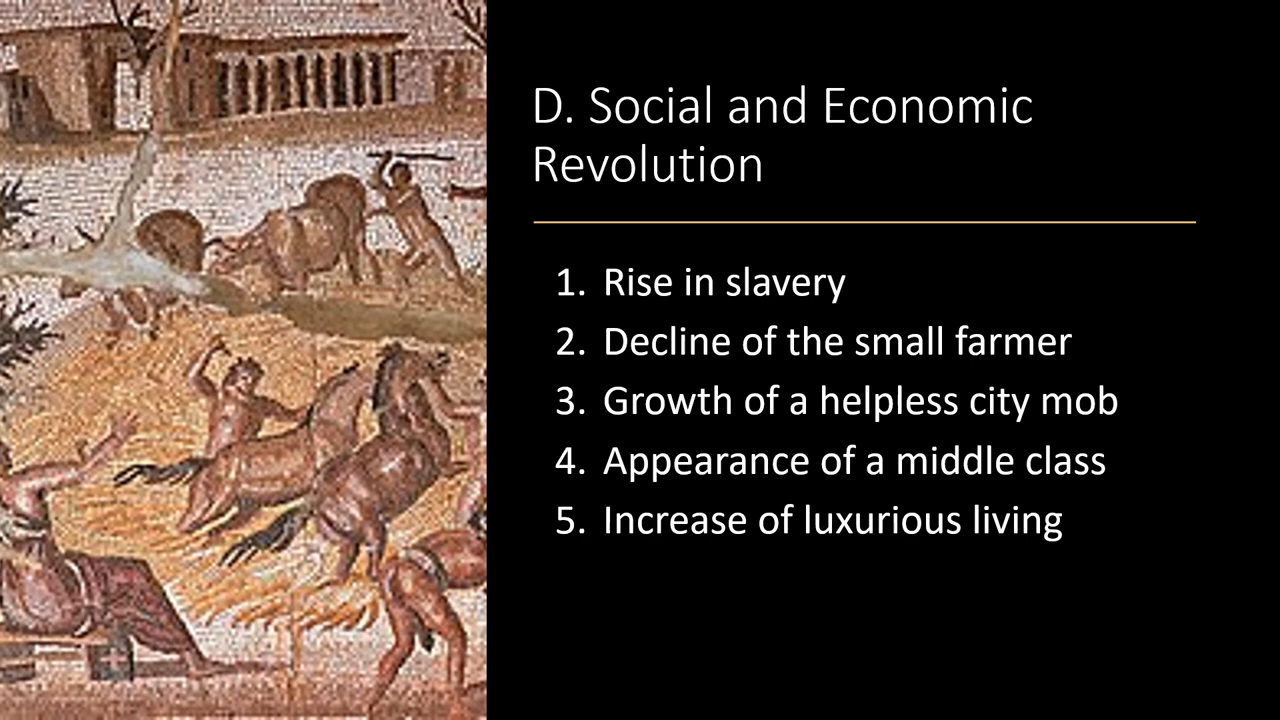 D. Social and Economic
Revolution
1. Rise in slavery
2. Decline of the small farmer
3. Growth of a helpless city mob
4. Appearance of a middle class
5. Increase of luxurious living